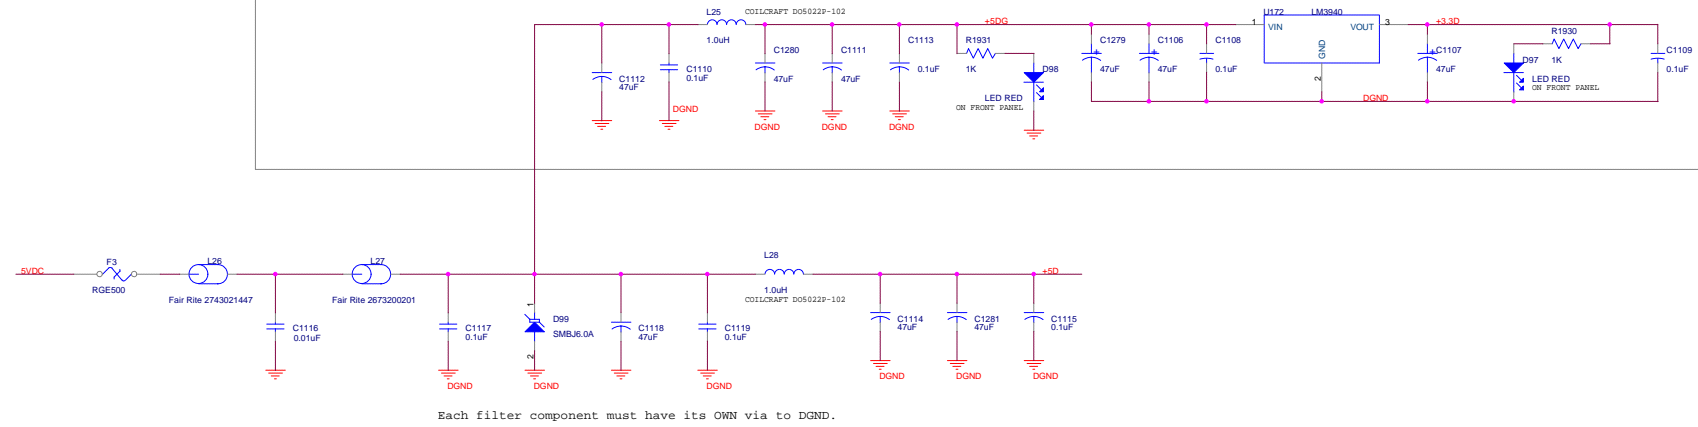 L25
COILCRAFT DO5022P-102
1.0uH
C1112
47uF
C1110
0.1uF
DGND
C1280
47uF
DGND
C1111
47uF
DGND
C1113
0.1uF
DGND
+5DG
R1931
1K
D98
LED RED
ON FRONT PANEL
C1279
47uF
C1106
47uF
C1108
0.1uF
U172
LM3940
1
VIN
VOUT
3
GND
2
DGND
+3.3D
C1107
47uF
R1930
1K
D97
LED RED
ON FRONT PANEL
C1109
0.1uF
5VDC
F3
RGE500
L26
Fair Rite 2743021447
C1116
0.01uF
L27
Fair Rite 2673200201
C1117
0.1uF
DGND
1
D99
SMBJ6.0A
2
DGND
C1118
47uF
C1119
0.1uF
DGND
L28
1.0uH
COILCRAFT DO5022P-102
C1114
47uF
DGND
C1281
47uF
DGND
+5D
C1115
0.1uF
DGND
Each filter component must have its OWN via to DGND.